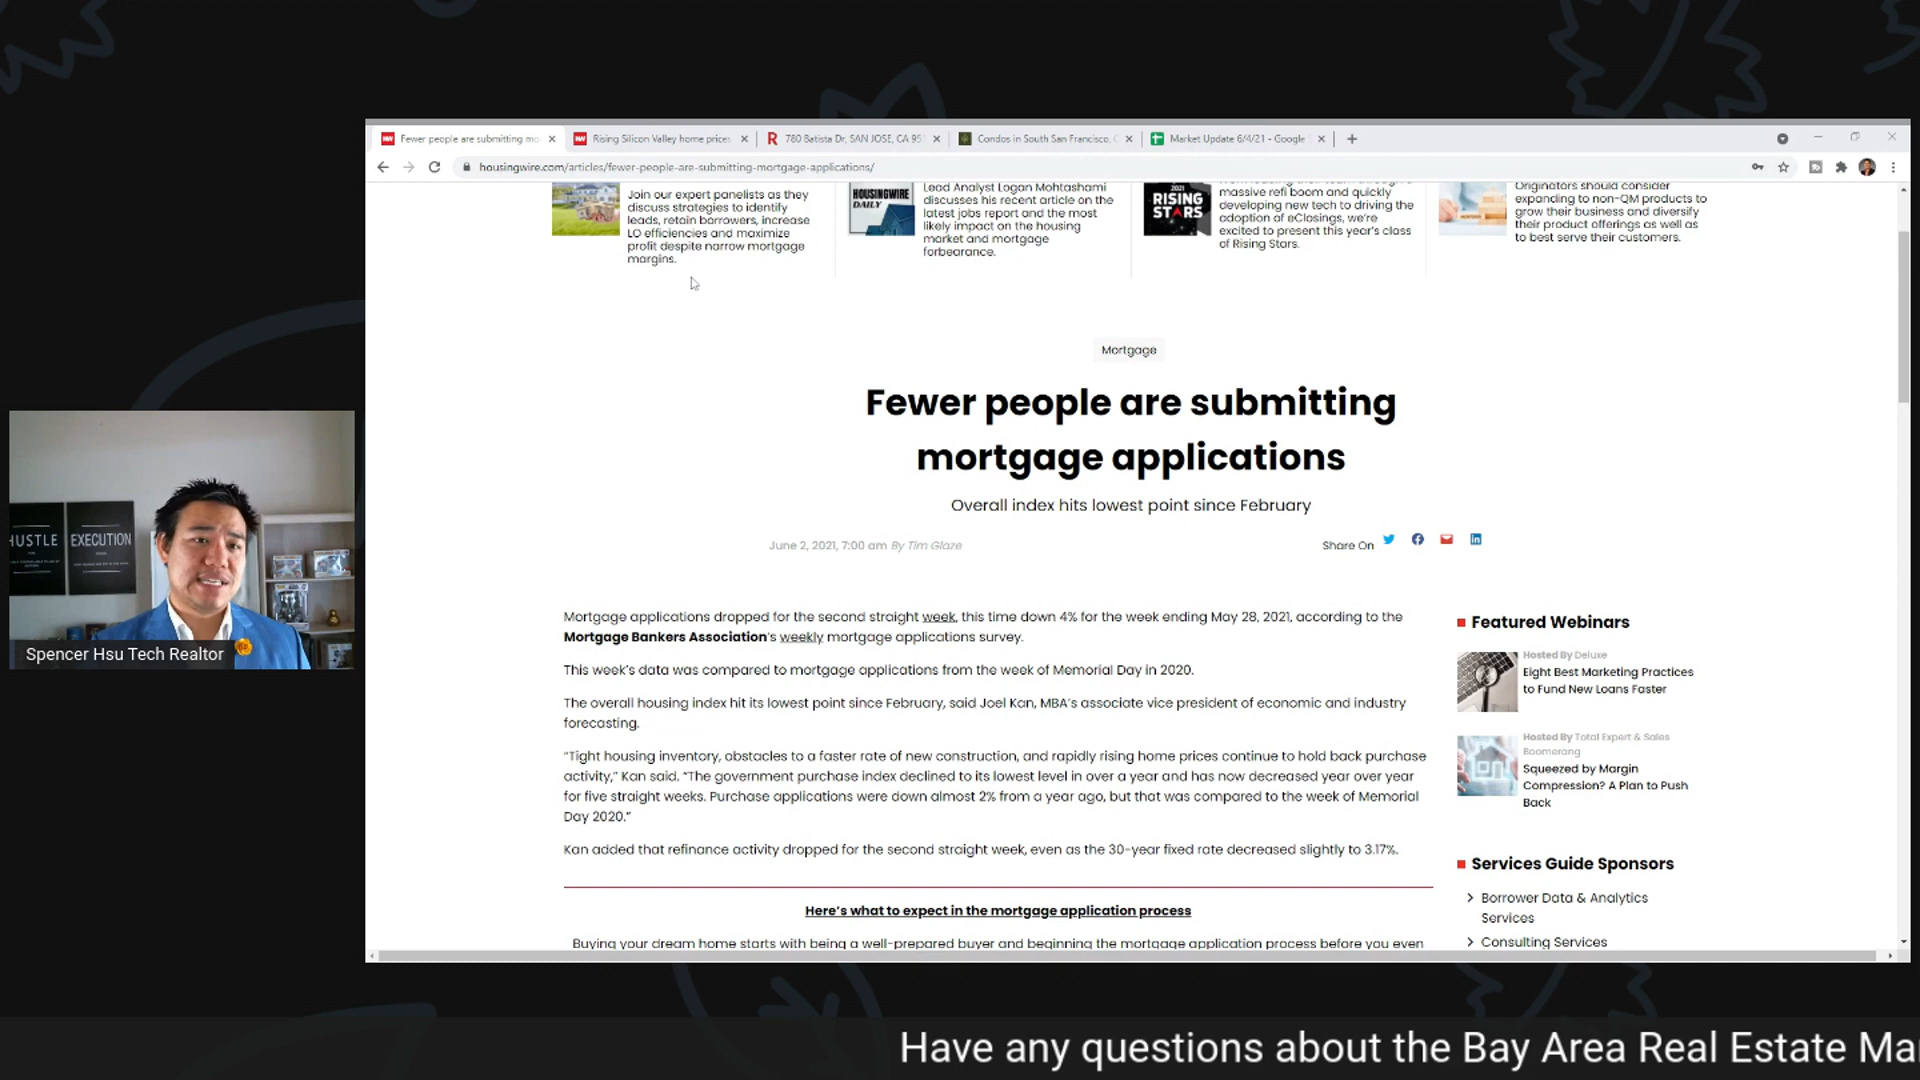 Fewer people are submitting mo
Rising Silicon Valley home prices
780 Batista Dr, SAN JOSE, CA 951
Condos in South San Francisco, C
Market Update 6/4/21 - Google
housingwire.com/articles/fewer-people-are-submitting-mortgage-applications/
Join our expert panelists as they
discuss strategies to identify
leads, retain borrowers, increase
LO efficiencies and maximize
profit despite narrow mortgage
margins.
HOUSINGWIRE
DAILY
Lead Analyst Logan Mohtashami
discusses his recent article on the
latest jobs report and the most
likely impact on the housing
market and mortgage
forbearance.
2021
RISING
STARS
massive refi boom and quickly
developing new tech to driving the
adoption of eClosings, we're
excited to present this year's class
of Rising Stars.
Originators should consider
expanding to non-QM products to
grow their business and diversify
their product offerings as well as
to best serve their customers.
Mortgage
Fewer people are submitting
mortgage applications
Overall index hits lowest point since February
June 2, 2021, 7:00 am By Tim Glaze
Share On
Mortgage applications dropped for the second straight week, this time down 4% for the week ending May 28, 2021, according to the
Mortgage Bankers Association's weekly mortgage applications survey.
This week's data was compared to mortgage applications from the week of Memorial Day in 2020.
The overall housing index hit its lowest point since February, said Joel Kan, MBA's associate vice president of economic and industry
forecasting.
"Tight housing inventory, obstacles to a faster rate of new construction, and rapidly rising home prices continue to hold back purchase
activity," Kan said. "The government purchase index declined to its lowest level in over a year and has now decreased year over year
for five straight weeks. Purchase applications were down almost 2% from a year ago, but that was compared to the week of Memorial
Day 2020."
Kan added that refinance activity dropped for the second straight week, even as the 30-year fixed rate decreased slightly to 3.17%.
Here's what to expect in the mortgage application process
Buying your dream home starts with being a well-prepared buyer and beginning the mortgage application process before you even
Featured Webinars
Hosted By Deluxe
Eight Best Marketing Practices
to Fund New Loans Faster
Hosted By Total Expert & Sales
Boomerang
Squeezed by Margin
Compression? A Plan to Push
Back
Services Guide Sponsors
Borrower Data & Analytics
Services
Consulting Services
HUSTLE
EXECUTION
Spencer Hsu Tech Realtor
Have any questions about the Bay Area Real Estate Mar